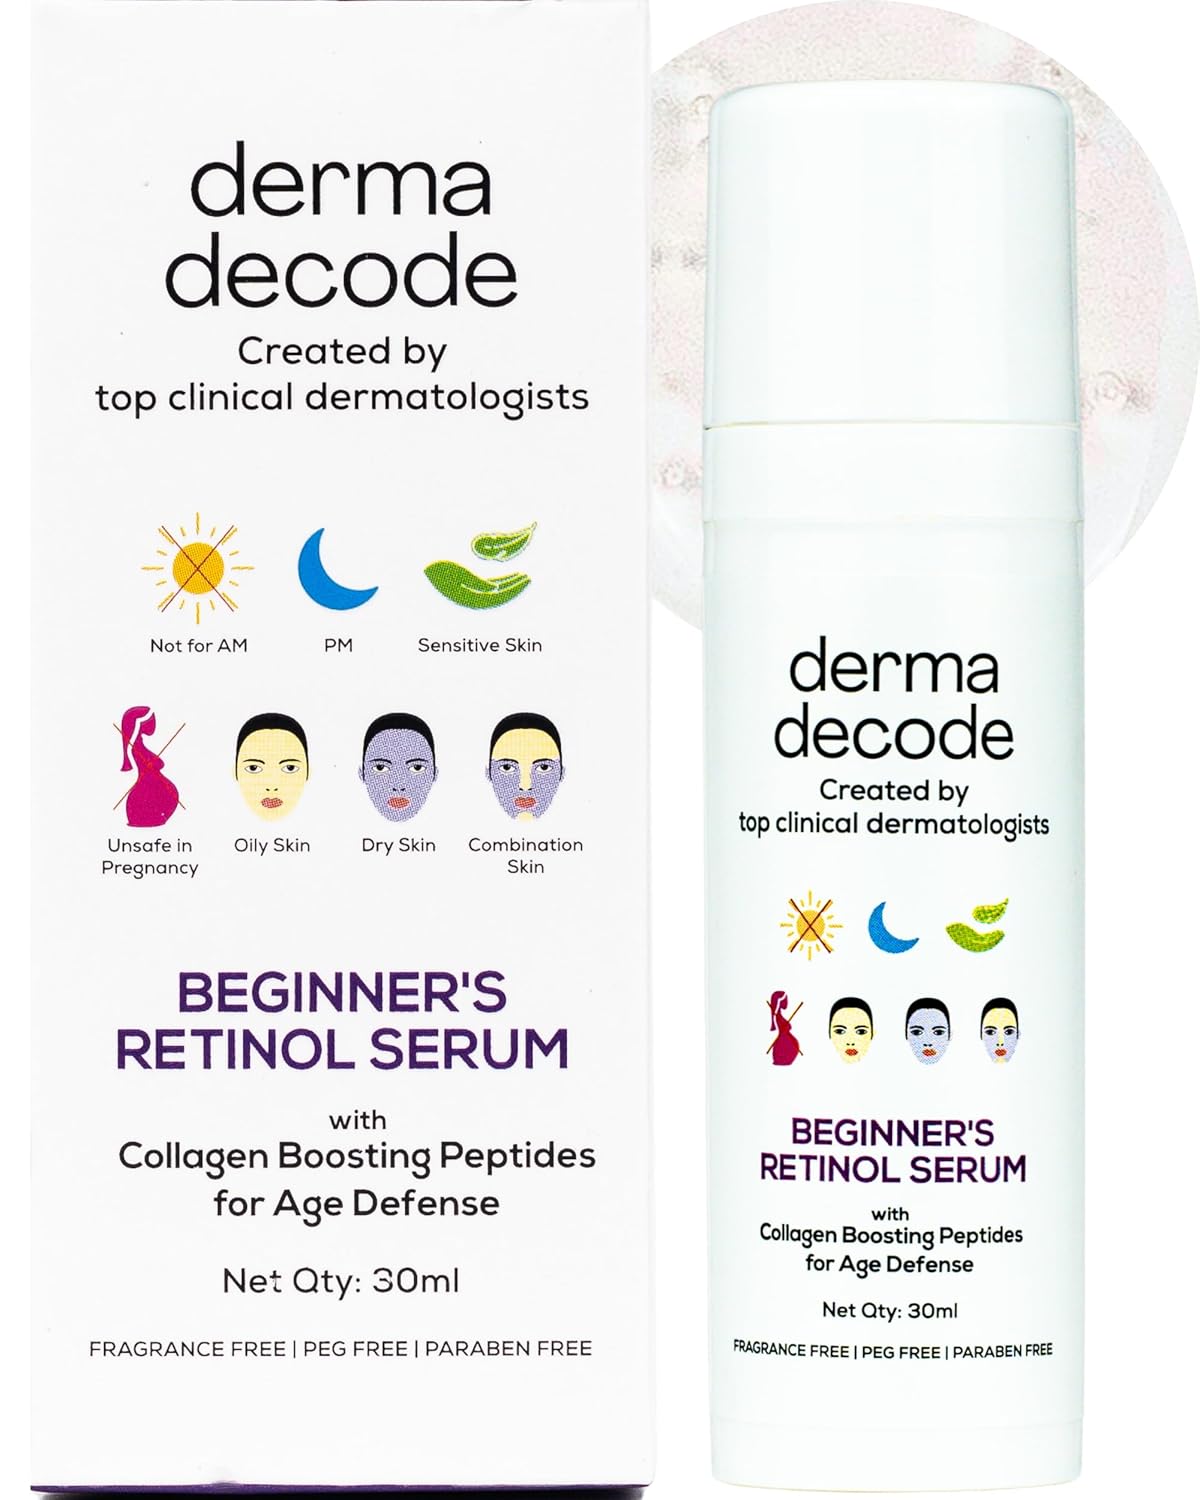 derma
decode
Created by
top clinical dermatologists
Not for AM
PM
Sensitive Skin
Unsafe in
Pregnancy
Oily Skin
Dry Skin
Combination
Skin
BEGINNER'S
RETINOL SERUM
with
Collagen Boosting Peptides
for Age Defense
Net Qty: 30ml
FRAGRANCE FREE | PEG FREE | PARABEN FREE
derma
decode
Created by
top clinical dermatologists
BEGINNER'S
RETINOL SERUM
with
Collagen Boosting Peptides
for Age Defense
Net Qty: 30ml
FRAGRANCE FREE | PEG FREE | PARABEN FREE